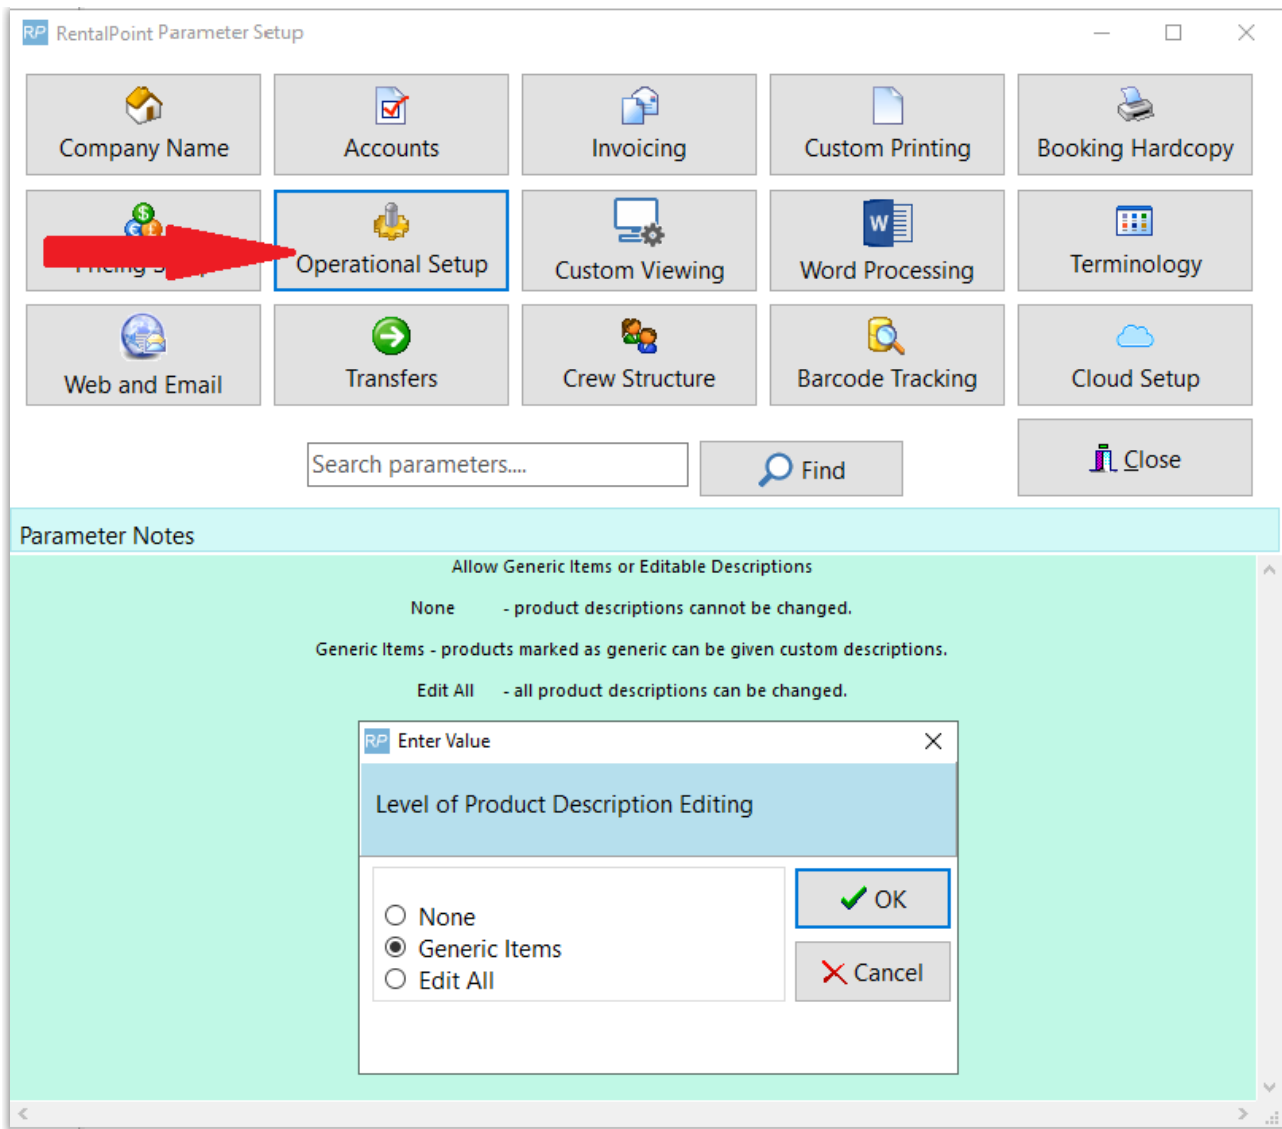 RP RentalPoint Parameter Setup
Company Name Accounts Invoicing Custom Printing Booking Hardcopy
Operational Setup Custom Viewing Word Processing Terminology
Web and Email Transfers Crew Structure Barcode Tracking Cloud Setup
Search parameters.... Find Close
Parameter Notes
Allow Generic Items or Editable Descriptions
None - product descriptions cannot be changed.
Generic Items - products marked as generic can be given custom descriptions.
Edit All - all product descriptions can be changed.
RP Enter Value
Level of Product Description Editing
OK
None
Generic Items
Cancel
Edit All